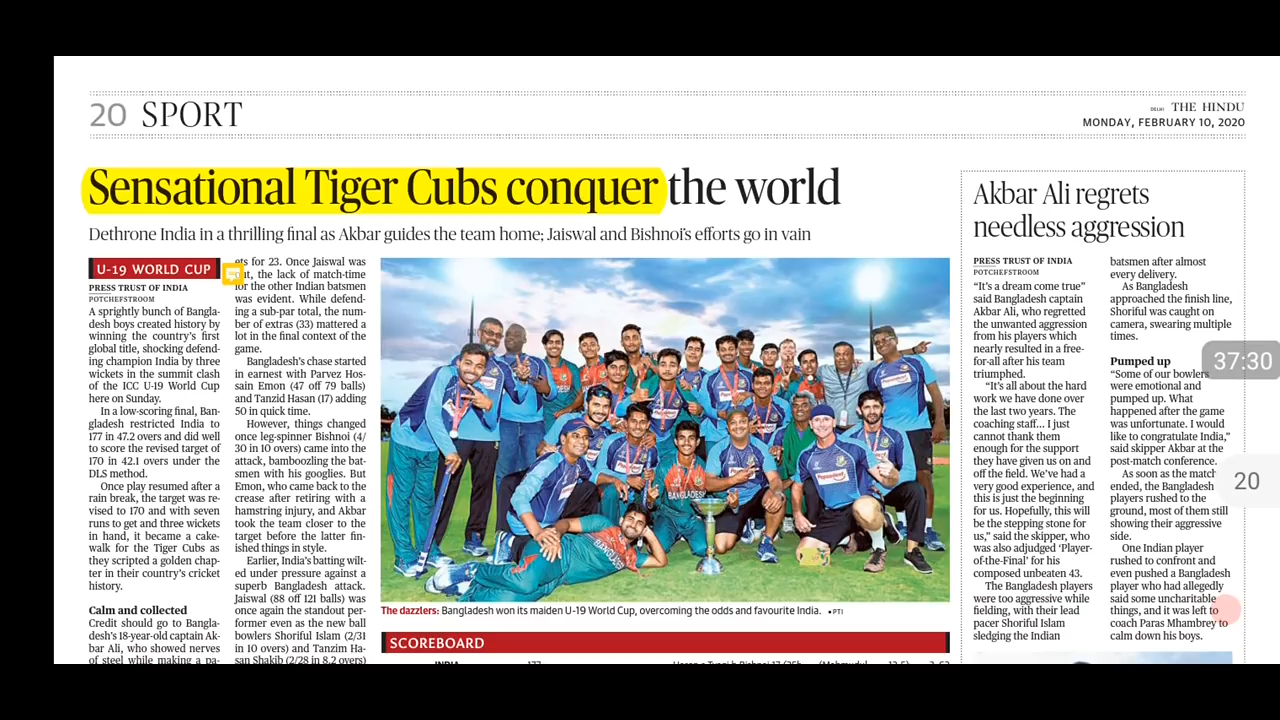 20 SPORT
DELHI THE HINDU
MONDAY, FEBRUARY 10, 2020
Sensational Tiger Cubs conquer the world
Dethrone India in a thrilling final as Akbar guides the team home; Jaiswal and Bishnoi's efforts go in vain
U-19 WORLD CUP
PRESS TRUST OF INDIA
POTCHEFSTROOM
A sprightly bunch of Bangla-
desh boys created history by
winning the country's first
global title, shocking defend-
ing champion India by three
wickets in the summit clash
of the ICC U-19 World Cup
here on Sunday.
In a low-scoring final, Ban-
gladesh restricted India to
177 in 47.2 overs and did well
to score the revised target of
170 in 42.1 overs under the
DLS method.
Once play resumed after a
rain break, the target was re-
vised to 170 and with seven
runs to get and three wickets
in hand, it became a cake-
walk for the Tiger Cubs as
they scripted a golden chap-
ter in their country's cricket
history.
Calm and collected
Credit should go to Bangla-
desh's 18-year-old captain Ak-
bar Ali, who showed nerves
of steel while making a pa-
ets for 23. Once Jaiswal was
out, the lack of match-time
for the other Indian batsmen
was evident. While defend-
ing a sub-par total, the num-
ber of extras (33) mattered a
lot in the final context of the
game.
Bangladesh's chase started
in earnest with Parvez Hos-
sain Emon (47 off 79 balls)
and Tanzid Hasan (17) adding
50 in quick time.
However, things changed
once leg-spinner Bishnoi (4/
30 in 10 overs) came into the
attack, bamboozling the bat-
smen with his googlies. But
Emon, who came back to the
crease after retiring with a
hamstring injury, and Akbar
took the team closer to the
target before the latter fin-
ished things in style.
Earlier, India's batting wilt-
ed under pressure against a
superb Bangladesh attack.
Jaiswal (88 off 121 balls) was
once again the standout per-
former even as the new ball
bowlers Shoriful Islam (2/31
in 10 overs) and Tanzim Ha-
san Shakib (2/28 in 8.2 overs)
BANGLADESH
The dazzlers: Bangladesh won its maiden U-19 World Cup, overcoming the odds and favourite India. • PTI
SCOREBOARD
INDIA 177
Akbar Ali regrets
needless aggression
PRESS TRUST OF INDIA
POTCHEFSTROOM
"It's a dream come true"
said Bangladesh captain
Akbar Ali, who regretted
the unwanted aggression
from his players which
nearly resulted in a free-
for-all after his team
triumphed.
"It's all about the hard
work we have done over
the last two years. The
coaching staff... I just
cannot thank them
enough for the support
they have given us on and
off the field. We've had a
very good experience, and
this is just the beginning
for us. Hopefully, this will
be the stepping stone for
us," said the skipper, who
was also adjudged 'Player-
of-the-Final' for his
composed unbeaten 43.
The Bangladesh players
were too aggressive while
fielding, with their lead
pacer Shoriful Islam
sledging the Indian
batsmen after almost
every delivery.
As Bangladesh
approached the finish line,
Shoriful was caught on
camera, swearing multiple
times.
Pumped up
"Some of our bowlers
were emotional and
pumped up. What
happened after the game
was unfortunate. I would
like to congratulate India,"
said skipper Akbar at the
post-match conference.
As soon as the match
ended, the Bangladesh
players rushed to the
ground, most of them still
showing their aggressive
side.
One Indian player
rushed to confront and
even pushed a Bangladesh
player who had allegedly
said some uncharitable
things, and it was left to
coach Paras Mhambrey to
calm down his boys.
37:30
20